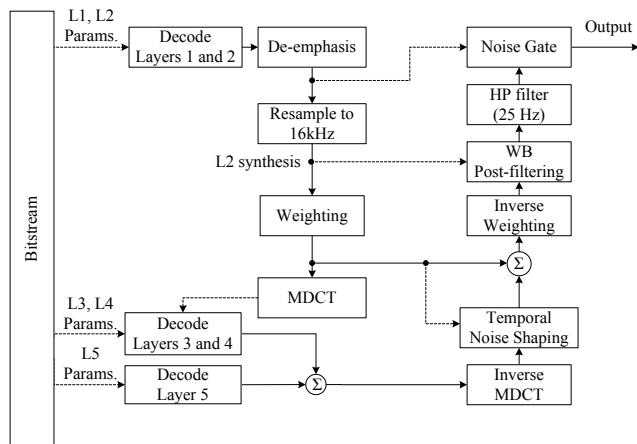 L1, L2
Params.
Decode
Layers 1 and 2
De-emphasis
Noise Gate
Output
HP filter
(25 Hz)
Resample to
16kHz
L2 synthesis
WB
Post-filtering
Weighting
Inverse
Weighting
Σ
Bitstream
MDCT
L3, L4
Params.
Decode
Layers 3 and 4
Temporal
Noise Shaping
L5
Params.
Decode
Layer 5
Σ
Inverse
MDCT